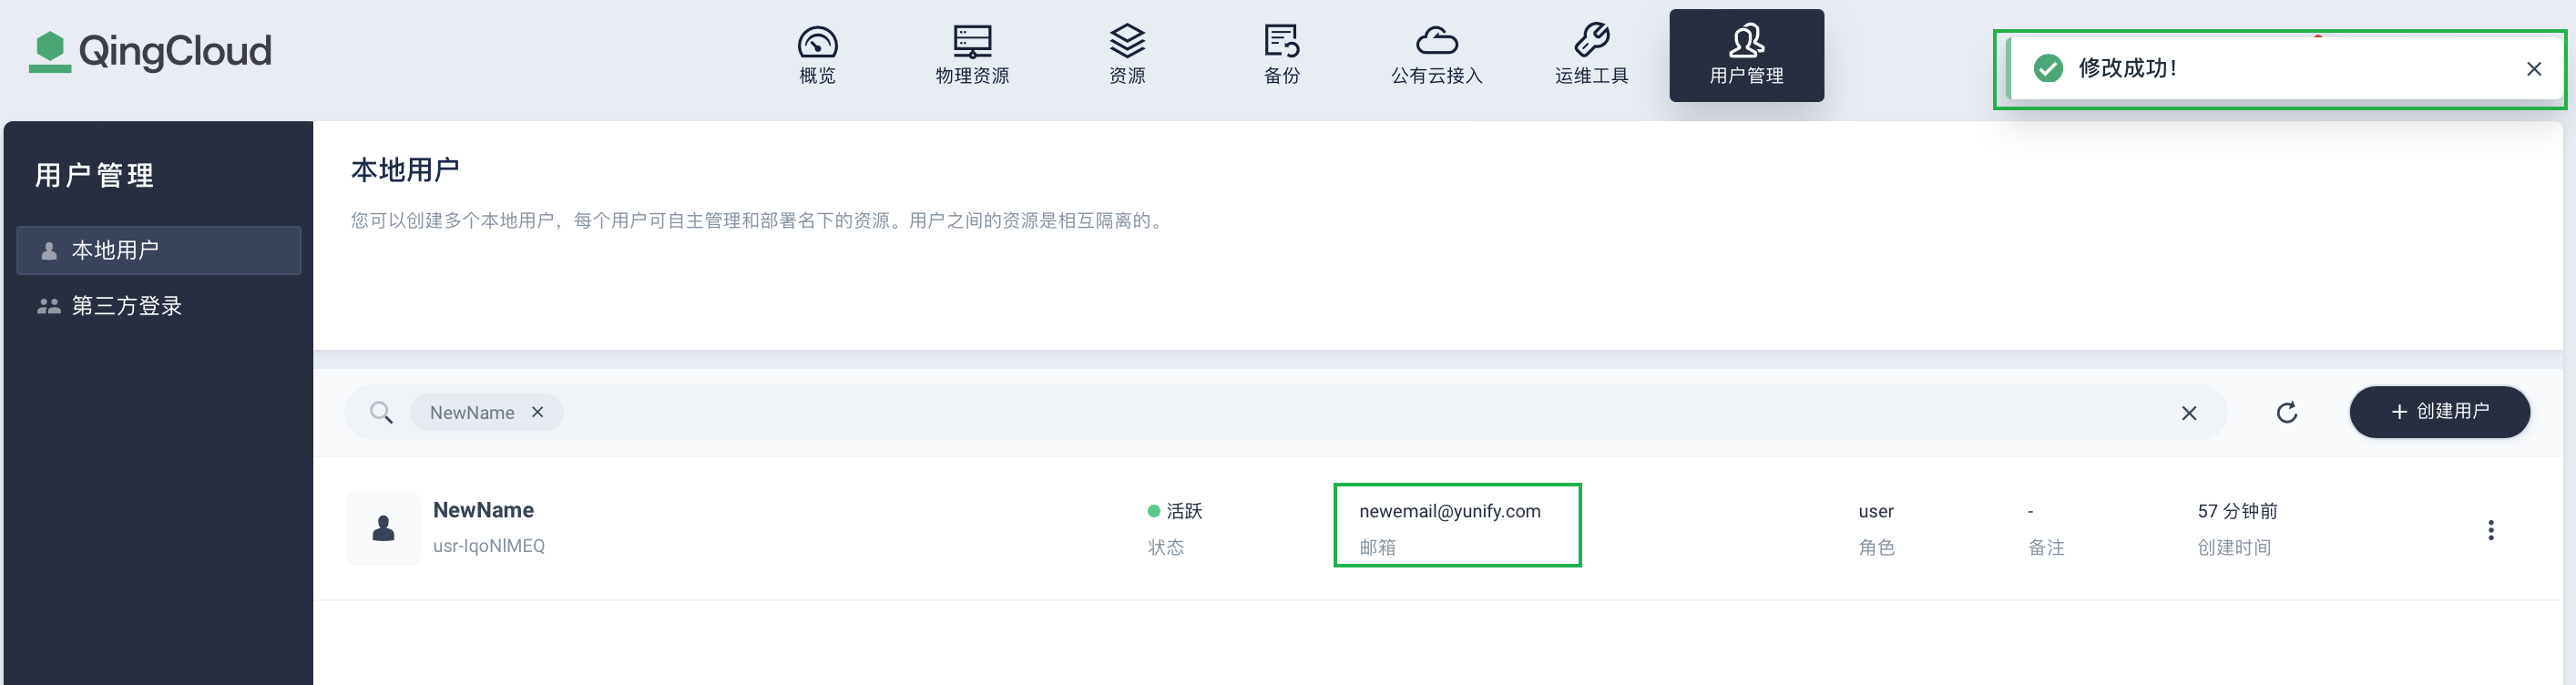 QingCloud
概览
物理资源
资源
备份
公有云接入
运维工具
用户管理
修改成功!
用户管理
本地用户
第三方登录
本地用户
您可以创建多个本地用户，每个用户可自主管理和部署名下的资源。用户之间的资源是相互隔离的。
NewName
+ 创建用户
NewName
usr-IqoNlMEQ
活跃
状态
newemail@yunify.com
邮箱
user
角色
-
备注
57 分钟前
创建时间